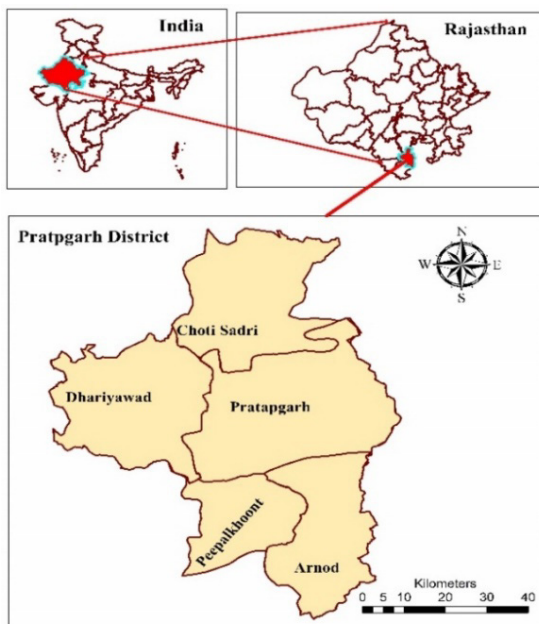 India
Rajasthan
Pratpgarh District
N
W E
S
Choti Sadri
Dhariyawad
Pratapgarh
Peepalkhoont
Arnod
Kilometers
0 5 10 20 30 40